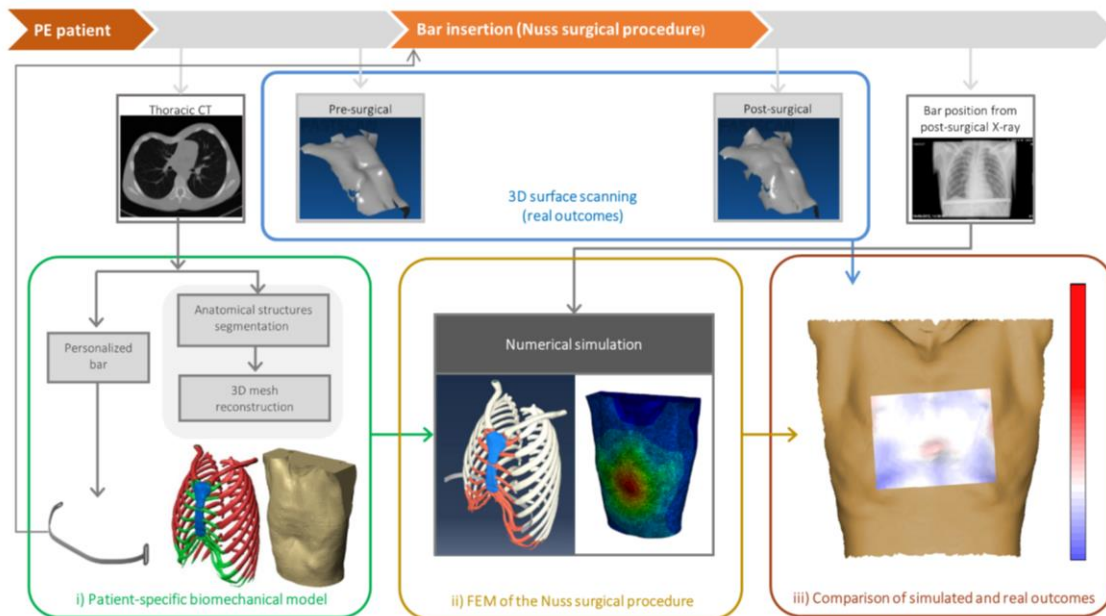 PE patient
Bar insertion (Nuss surgical procedure)
Thoracic CT
Pre-surgical
Post-surgical
Bar position from
post-surgical X-ray
3D surface scanning
(real outcomes)
Anatomical structures
segmentation
Personalized
bar
3D mesh
reconstruction
Numerical simulation
i) Patient-specific biomechanical model
ii) FEM of the Nuss surgical procedure
iii) Comparison of simulated and real outcomes